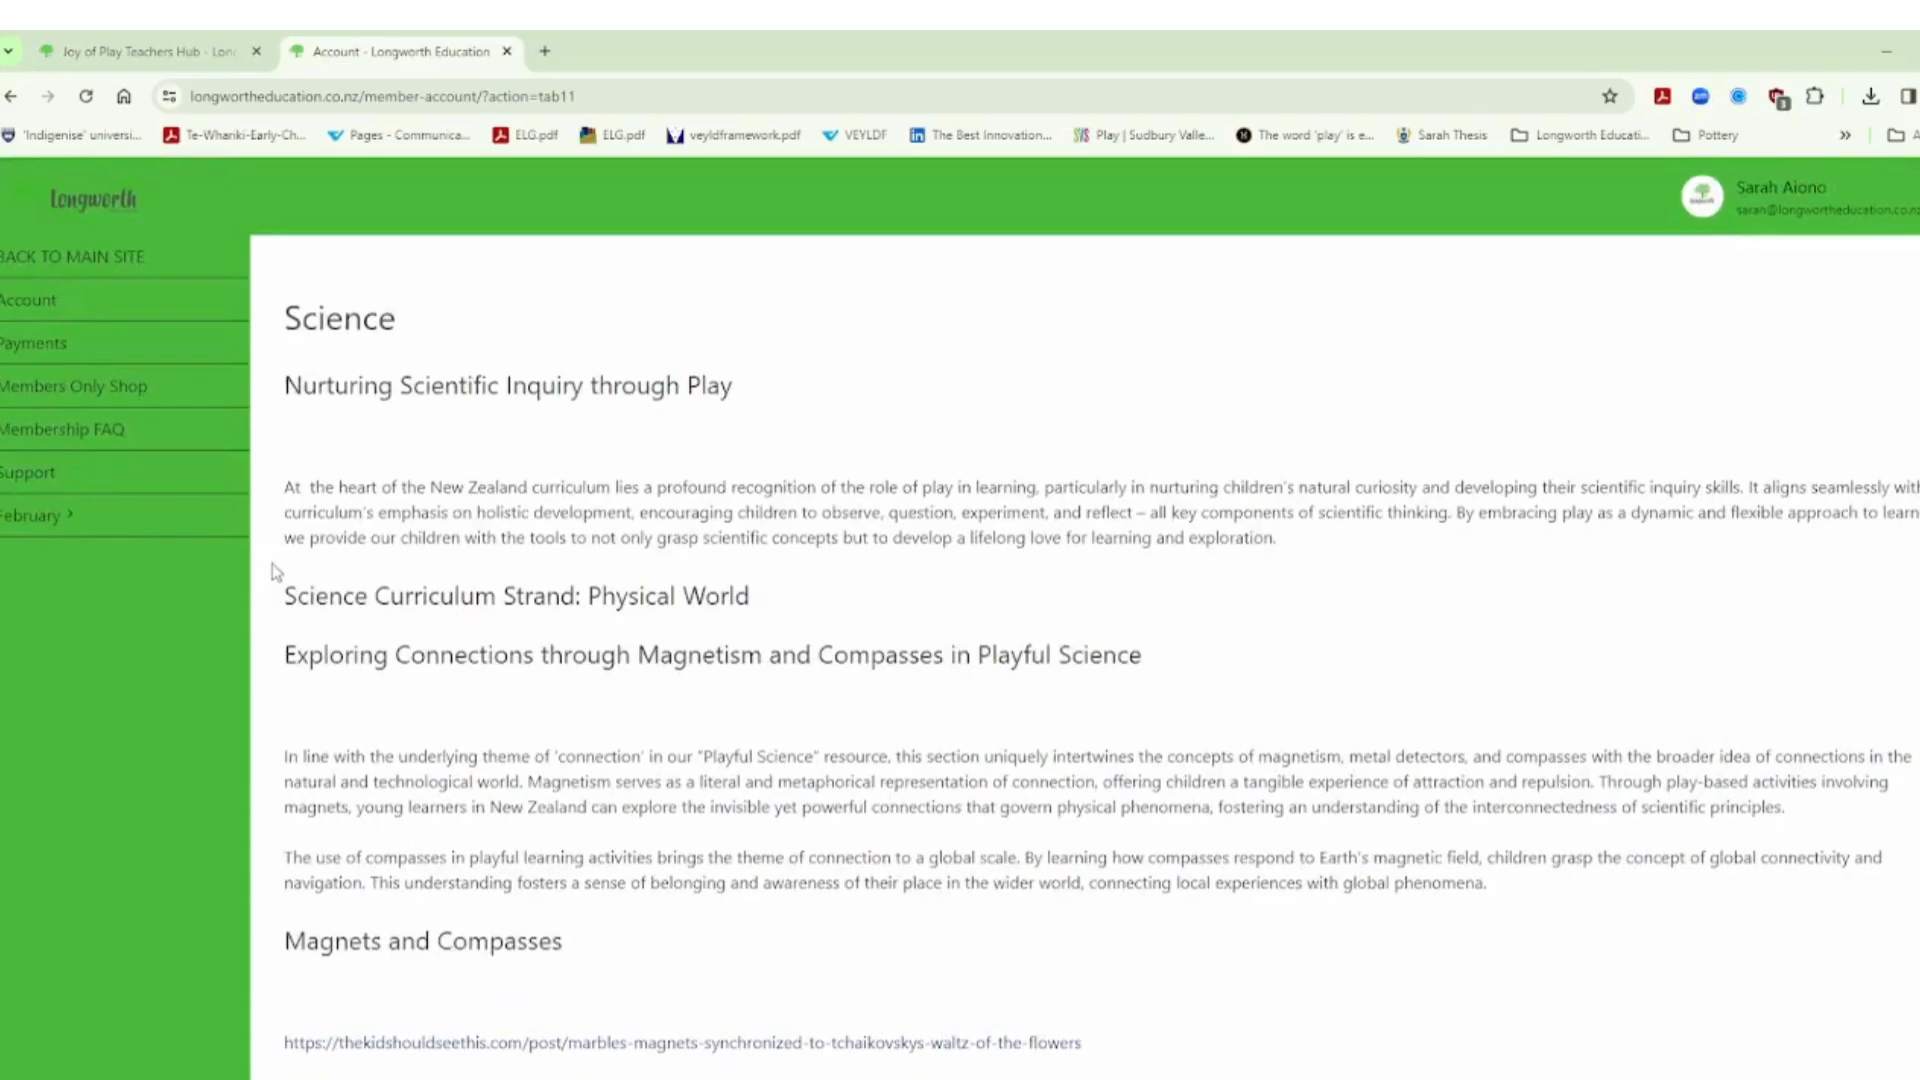 Joy of Play Teachers Hub - Lon
Account - Longworth Education
longwortheducation.co.nz/member-account/?action=tab11
'Indigenise' universi...
Te-Whanki-Early-Ch...
Pages - Communica...
ELG.pdf
ELG.pdf
veyldframework.pdf
VEYLDF
The Best Innovation...
Play | Sudbury Valle...
The word 'play' is e...
Sarah Thesis
Longworth Educati...
Pottery
Longworth
Sarah Aiono
sarah@longwortheducation.co.nz
BACK TO MAIN SITE
Account
Payments
Members Only Shop
Membership FAQ
Support
February
Science
Nurturing Scientific Inquiry through Play
At the heart of the New Zealand curriculum lies a profound recognition of the role of play in learning, particularly in nurturing children's natural curiosity and developing their scientific inquiry skills. It aligns seamlessly with
curriculum's emphasis on holistic development, encouraging children to observe, question, experiment, and reflect – all key components of scientific thinking. By embracing play as a dynamic and flexible approach to learn
we provide our children with the tools to not only grasp scientific concepts but to develop a lifelong love for learning and exploration.
Science Curriculum Strand: Physical World
Exploring Connections through Magnetism and Compasses in Playful Science
In line with the underlying theme of 'connection' in our "Playful Science" resource, this section uniquely intertwines the concepts of magnetism, metal detectors, and compasses with the broader idea of connections in the
natural and technological world. Magnetism serves as a literal and metaphorical representation of connection, offering children a tangible experience of attraction and repulsion. Through play-based activities involving
magnets, young learners in New Zealand can explore the invisible yet powerful connections that govern physical phenomena, fostering an understanding of the interconnectedness of scientific principles.
The use of compasses in playful learning activities brings the theme of connection to a global scale. By learning how compasses respond to Earth's magnetic field, children grasp the concept of global connectivity and
navigation. This understanding fosters a sense of belonging and awareness of their place in the wider world, connecting local experiences with global phenomena.
Magnets and Compasses
https://thekidshouldseethis.com/post/marbles-magnets-synchronized-to-tchaikovskys-waltz-of-the-flowers